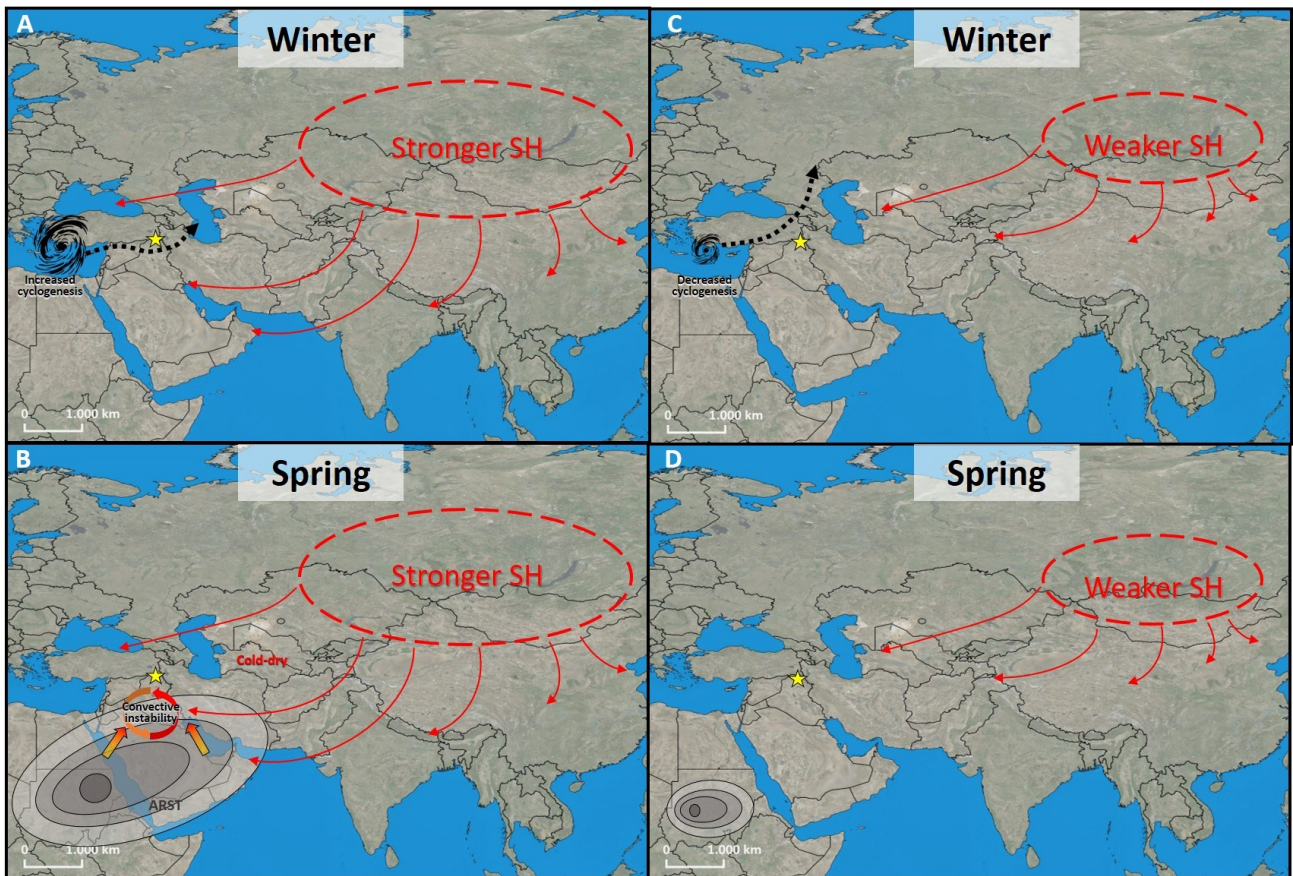 A
Winter
Stronger SH
Increased
cyclogenesis
0 1.000 km
C
Winter
Weaker SH
Decreased
cyclogenesis
0 1.000 km
B
Spring
Stronger SH
Cold-dry
Convective
instability
ARST
0 1.000 km
D
Spring
Weaker SH
0 1.000 km